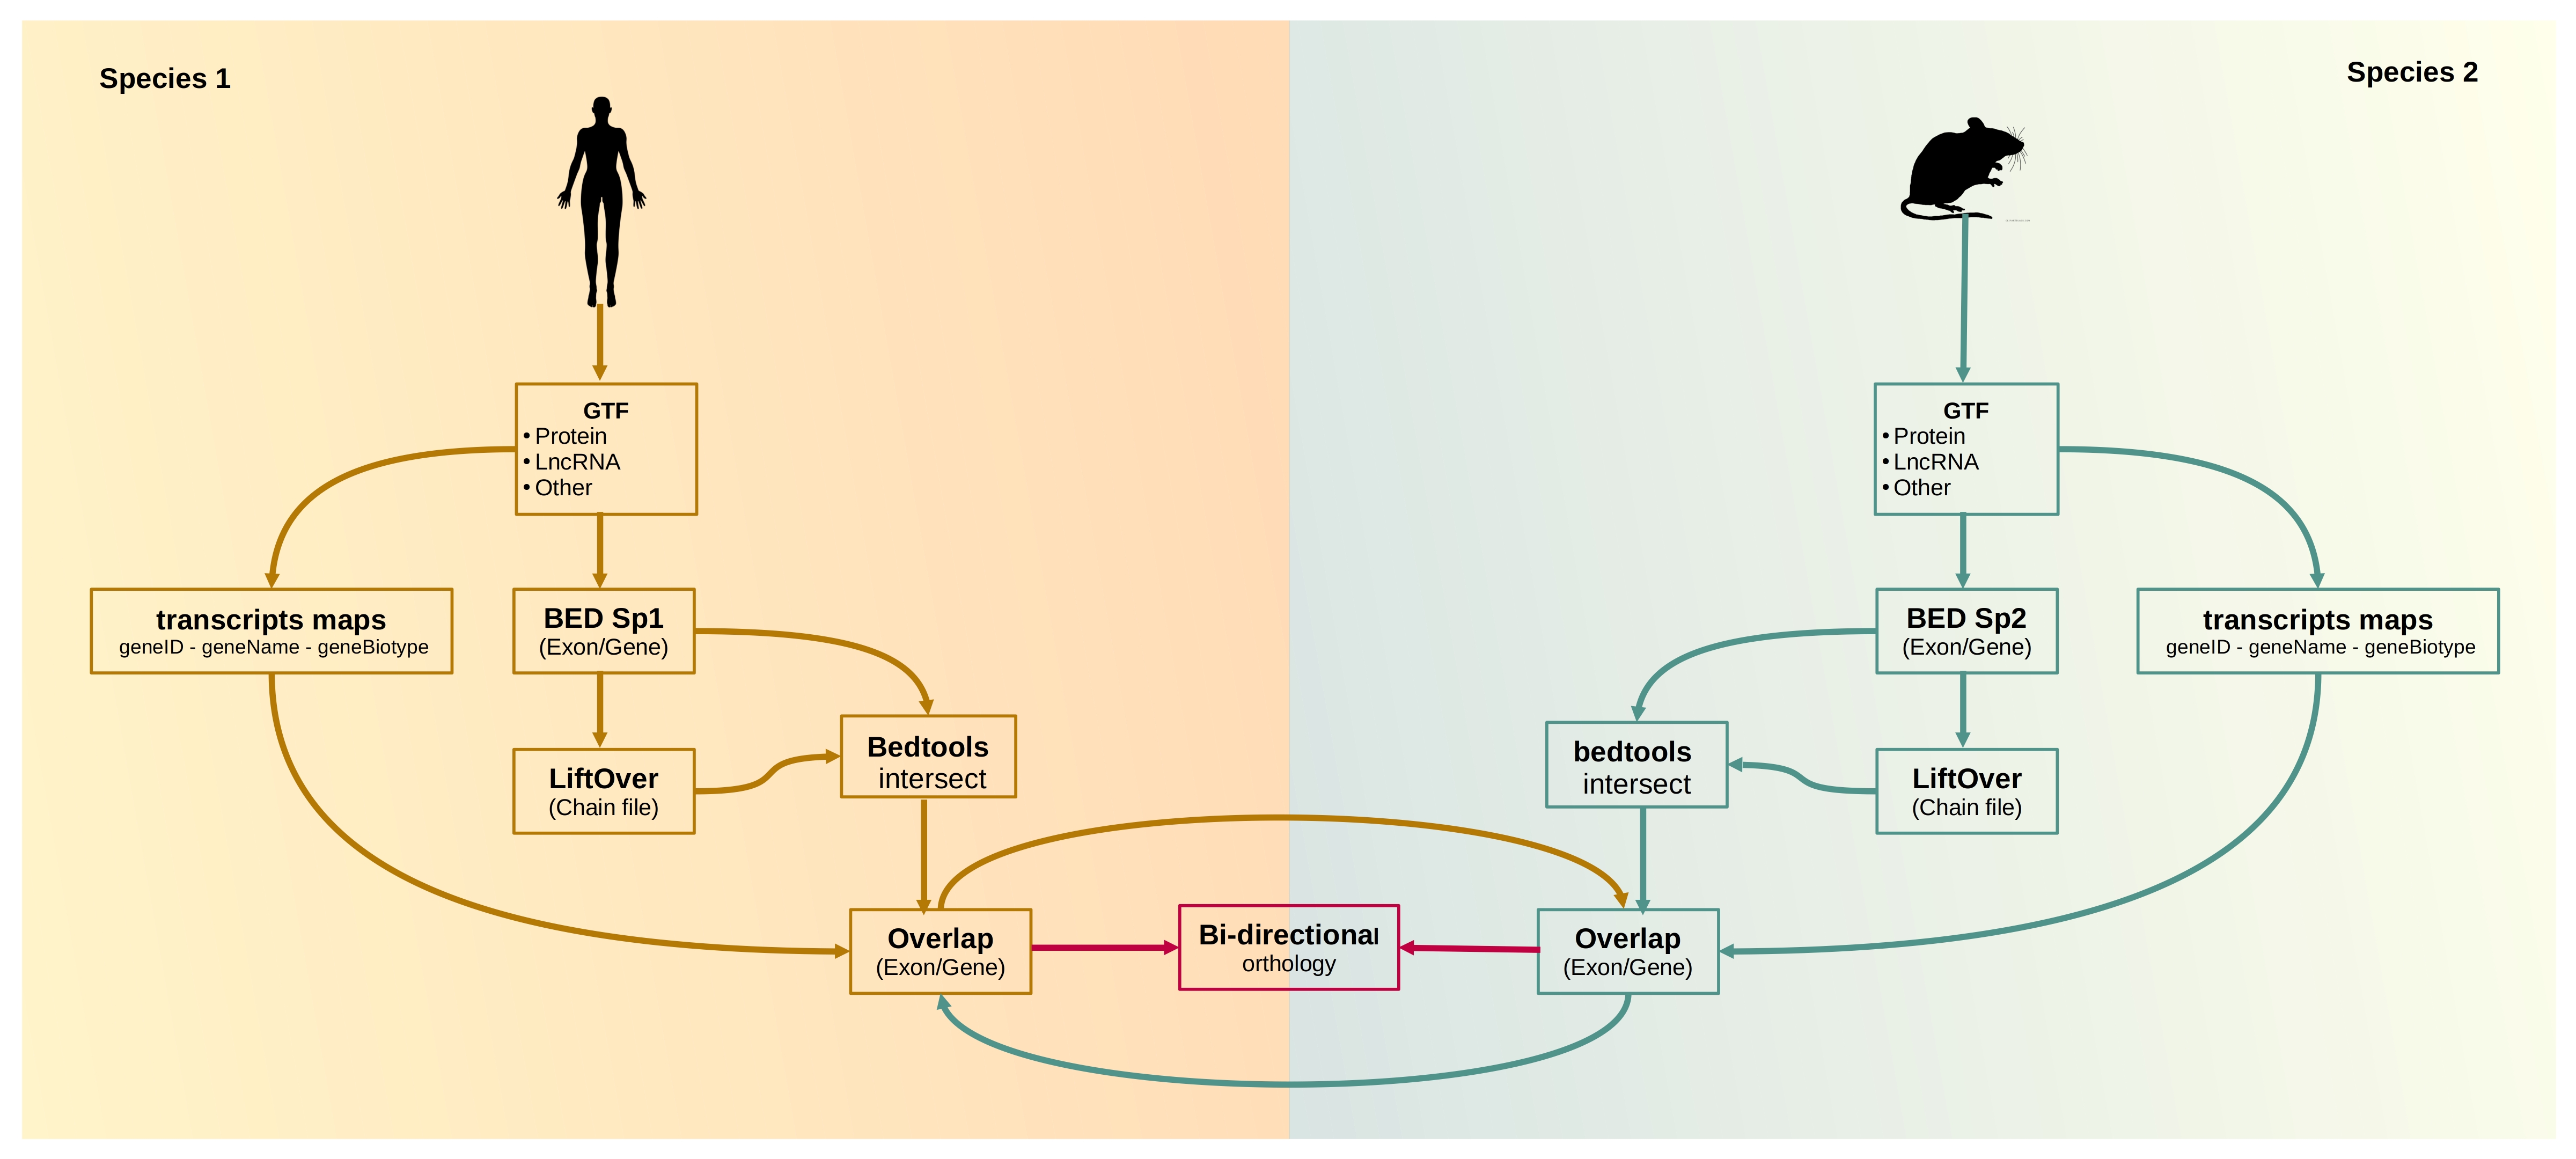 Species 1
Species 2
GTF
• Protein
• LncRNA
• Other
GTF
• Protein
• LncRNA
• Other
transcripts maps
geneID - geneName - geneBiotype
BED Sp1
(Exon/Gene)
BED Sp2
(Exon/Gene)
transcripts maps
geneID - geneName - geneBiotype
LiftOver
(Chain file)
Bedtools
intersect
bedtools
intersect
LiftOver
(Chain file)
Overlap
(Exon/Gene)
Bi-directional
orthology
Overlap
(Exon/Gene)